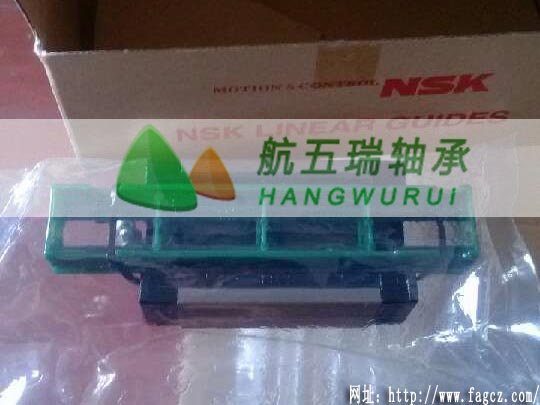 MOTION & CONTROL NSK
NSK LINEAR GUIDES
航五瑞轴承
HANGWURUI
网址: http://www.fagcz.com/